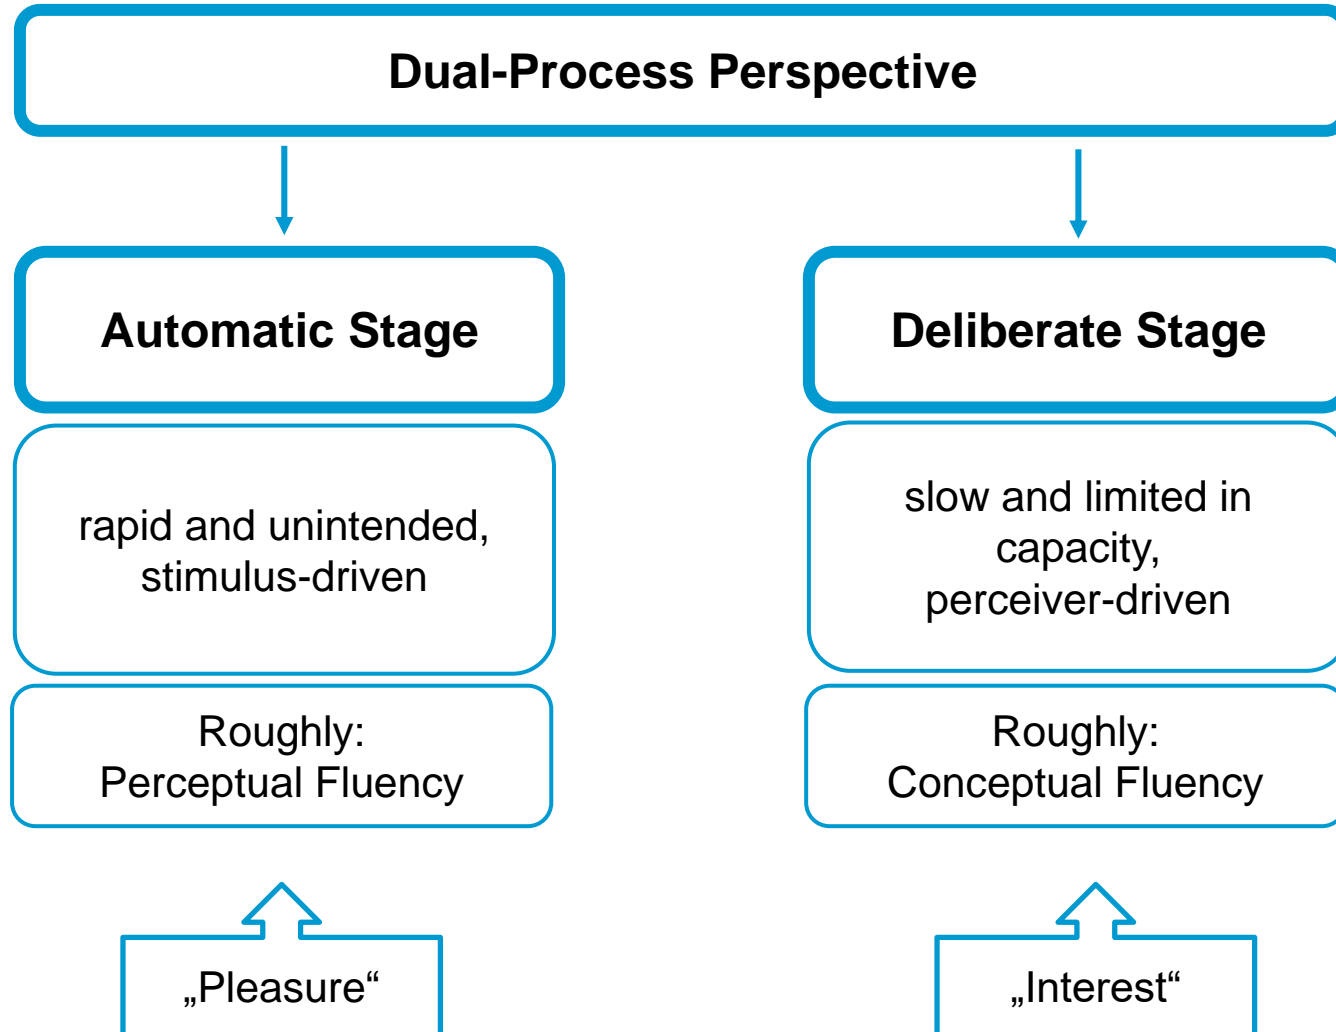 Dual-Process Perspective
Automatic Stage
rapid and unintended,
stimulus-driven
Roughly:
Perceptual Fluency
„Pleasure“
Deliberate Stage
slow and limited in
capacity,
perceiver-driven
Roughly:
Conceptual Fluency
„Interest“